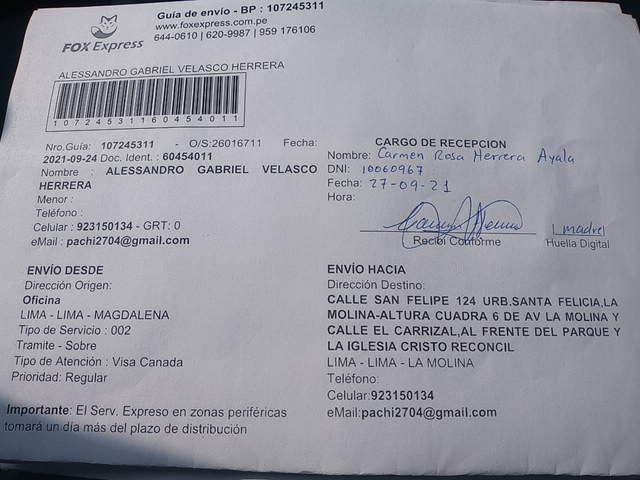 Guía de envío - BP : 107245311
www.foxexpress.com.pe
644-0610 | 620-9987 | 959 176106
FOX Express
ALESSANDRO GABRIEL VELASCO HERRERA
10724531160454011
Nro.Guía: 107245311 - O/S:26016711 Fecha:
2021-09-24 Doc. Ident. : 60454011
Nombre : ALESSANDRO GABRIEL VELASCO
HERRERA
Menor :
Teléfono :
Celular : 923150134 - GRT: 0
eMail : pachi2704@gmail.com
CARGO DE RECEPCION
Nombre: Carmen Rosa Herrera Ayala
DNI: 10060967
Fecha: 27-09-21
Hora:
Recibí Conforme
madre
Huella Digital
ENVÍO DESDE
Dirección Origen:
Oficina
LIMA - LIMA - MAGDALENA
Tipo de Servicio : 002
Tramite - Sobre
Tipo de Atención : Visa Canada
Prioridad: Regular
ENVÍO HACIA
Dirección Destino:
CALLE SAN FELIPE 124 URB,SANTA FELICIA,LA
MOLINA-ALTURA CUADRA 6 DE AV LA MOLINA Y
CALLE EL CARRIZAL,AL FRENTE DEL PARQUE Y
LA IGLESIA CRISTO RECONCIL
LIMA - LIMA - LA MOLINA
Teléfono:
Celular:923150134
eMail:pachi2704@gmail.com
Importante: El Serv. Expreso en zonas periféricas
tomará un día más del plazo de distribución